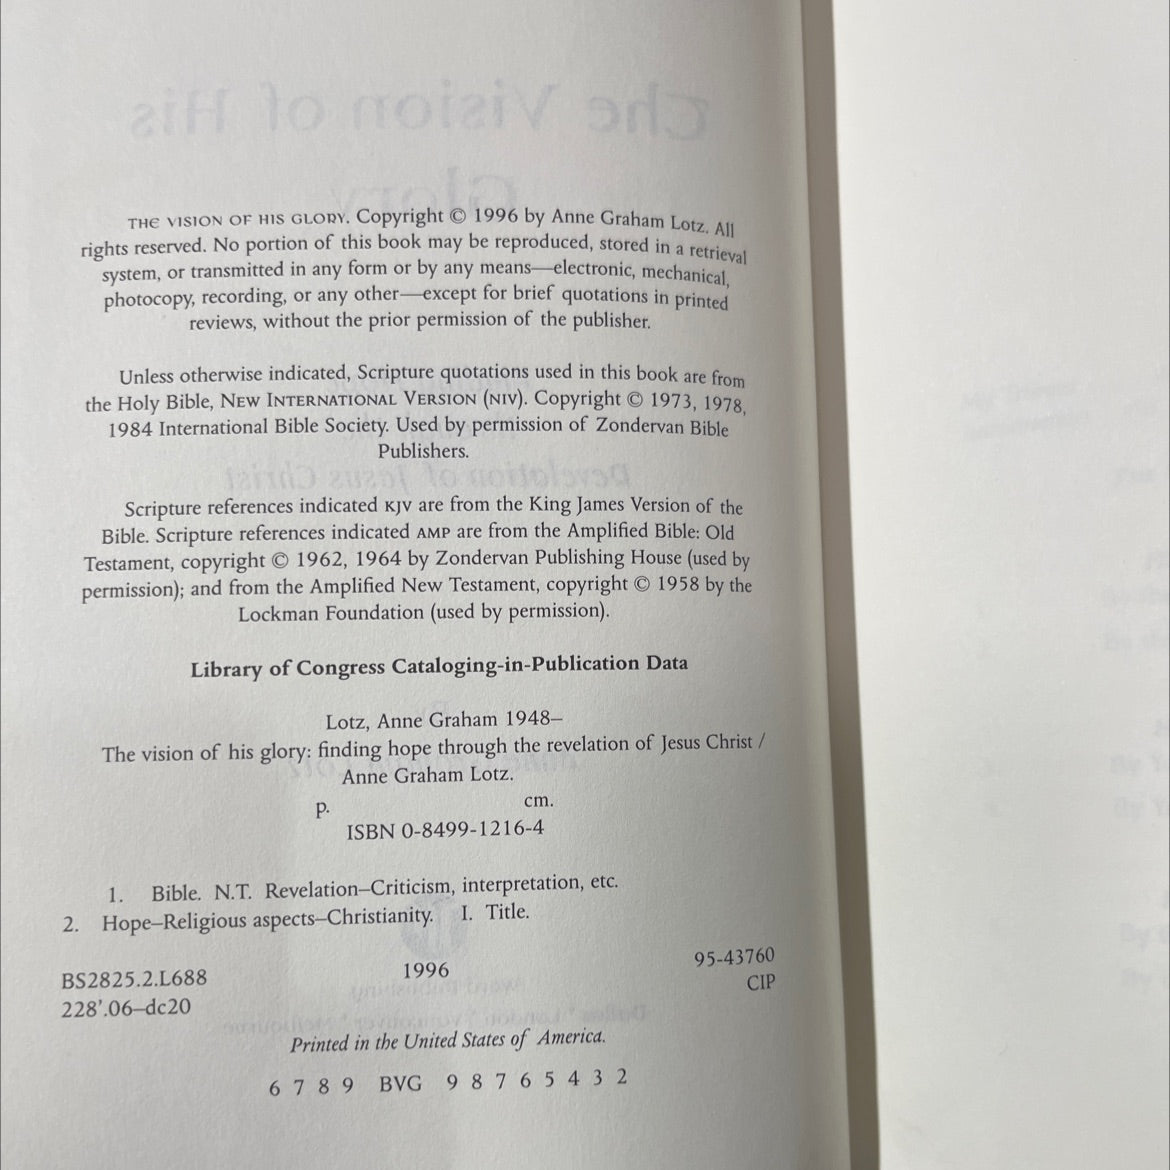 THE VISION OF HIS GLORY. Copyright © 1996 by Anne Graham Lotz. All
rights reserved. No portion of this book may be reproduced, stored in a retrieval
system, or transmitted in any form or by any means—electronic, mechanical,
photocopy, recording, or any other—except for brief quotations in printed
reviews, without the prior permission of the publisher.
Unless otherwise indicated, Scripture quotations used in this book are from
the Holy Bible, NEW INTERNATIONAL VERSION (NIV). Copyright © 1973, 1978,
1984 International Bible Society. Used by permission of Zondervan Bible
Publishers.
Scripture references indicated KJV are from the King James Version of the
Bible. Scripture references indicated AMP are from the Amplified Bible: Old
Testament, copyright © 1962, 1964 by Zondervan Publishing House (used by
permission); and from the Amplified New Testament, copyright © 1958 by the
Lockman Foundation (used by permission).
Library of Congress Cataloging-in-Publication Data
Lotz, Anne Graham 1948–
The vision of his glory: finding hope through the revelation of Jesus Christ /
Anne Graham Lotz.
p. cm.
ISBN 0-8499-1216-4
1. Bible. N.T. Revelation–Criticism, interpretation, etc.
2. Hope–Religious aspects–Christianity. I. Title.
BS2825.2.L688 1996 95-43760
228'.06–dc20 CIP
Printed in the United States of America.
6 7 8 9 BVG 9 8 7 6 5 4 3 2